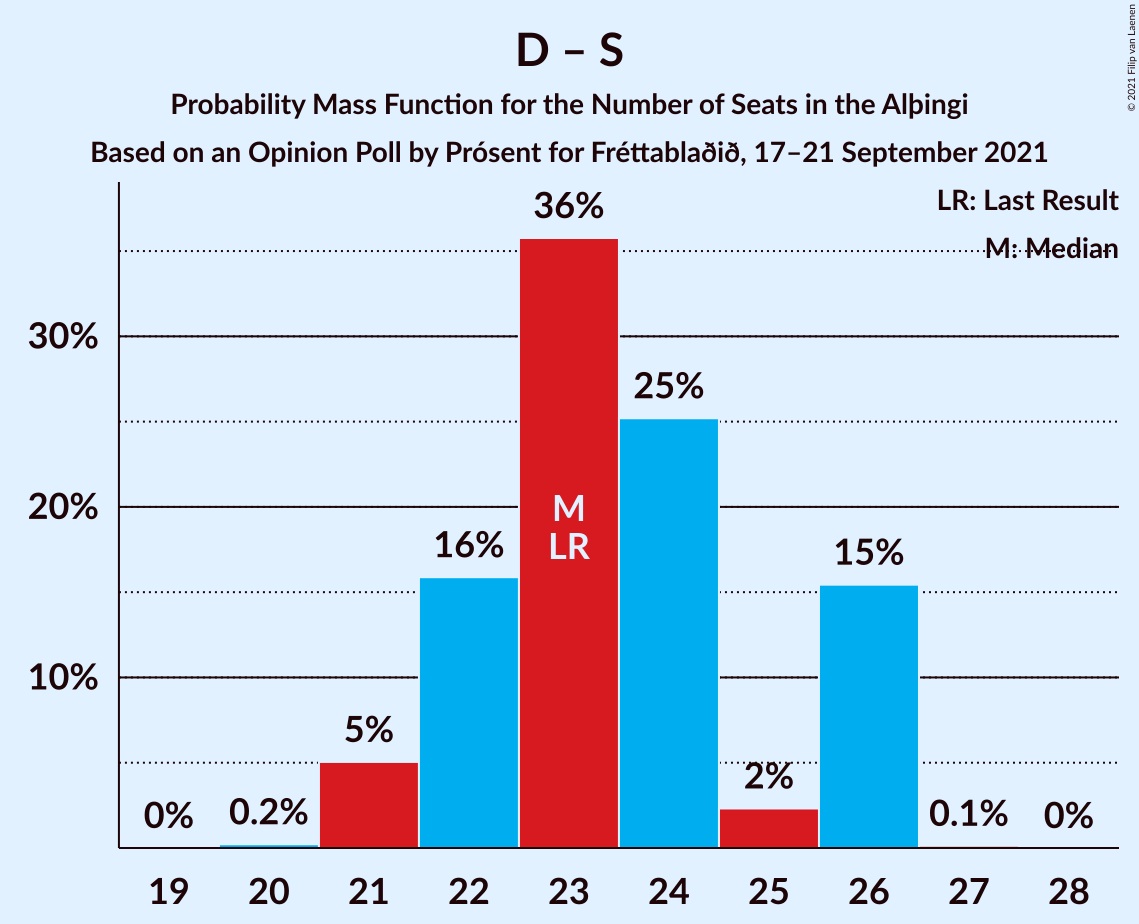 D – S
Probability Mass Function for the Number of Seats in the Alþingi
Based on an Opinion Poll by Prósent for Fréttablaðið, 17–21 September 2021
© 2021 Filip van Laenen
LR: Last Result
M: Median
30%
20%
10%
0%
0.2%
5%
16%
36%
M
LR
25%
2%
15%
0.1%
0%
19 20 21 22 23 24 25 26 27 28